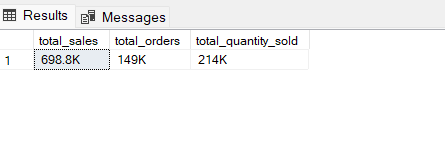 Results Messages
total_sales total_orders total_quantity_sold
1 698.8K 149K 214K